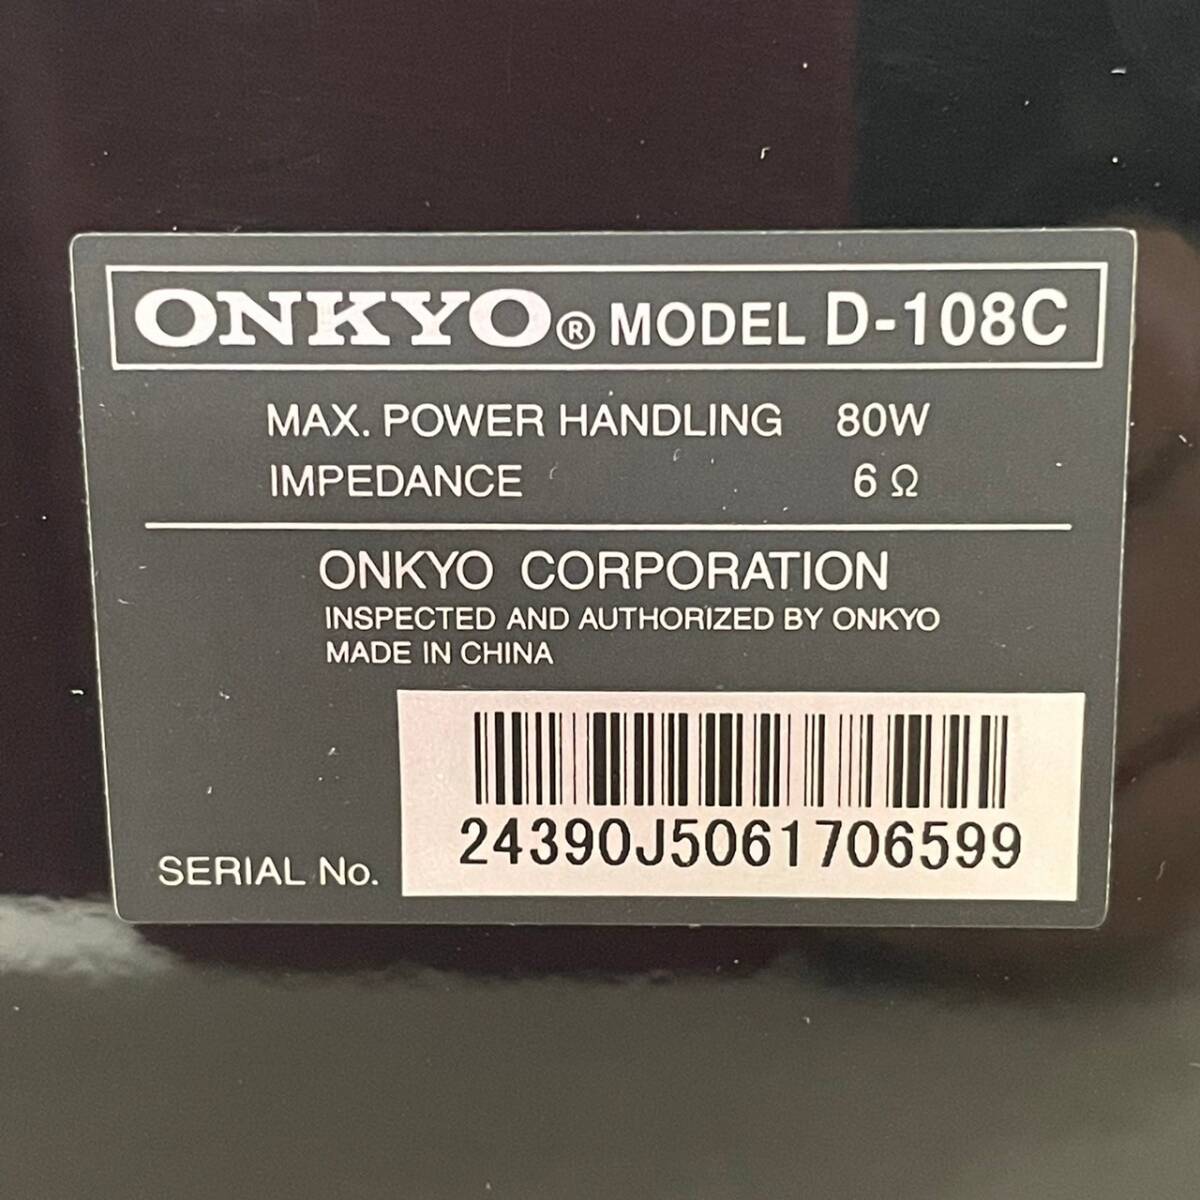 ONKYO® MODEL D-108C
MAX. POWER HANDLING 80W
IMPEDANCE 6 Ω
ONKYO CORPORATION
INSPECTED AND AUTHORIZED BY ONKYO
MADE IN CHINA
SERIAL No. 24390J5061706599